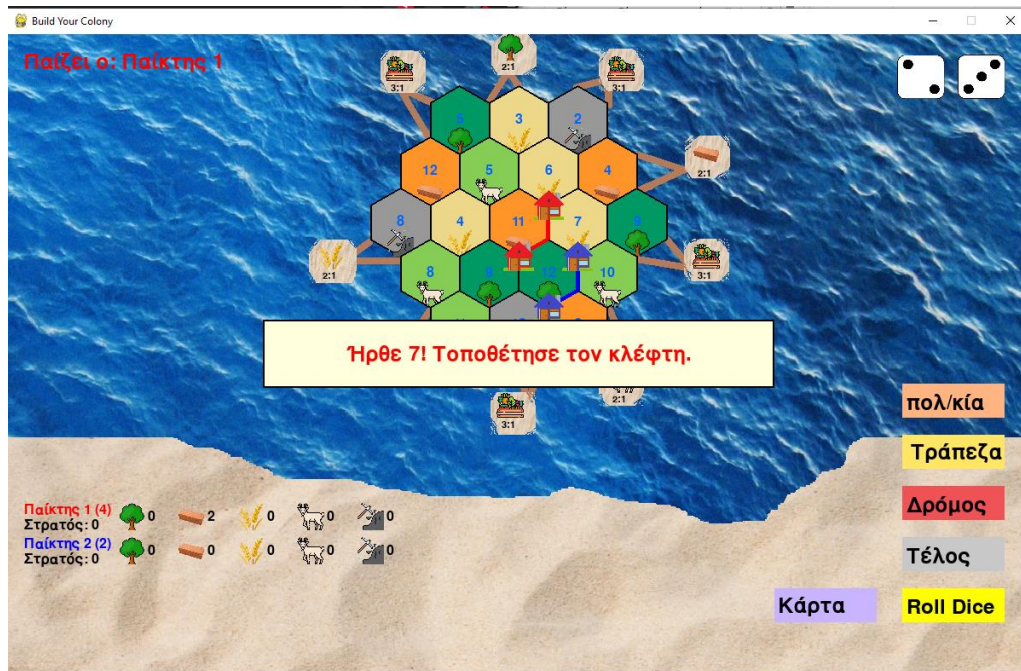 Build Your Colony
Παίζει ο: Παίκτης 1
2:1
3:1
3:1
3
2
12
5
6
4
2:1
8
4
11
7
9
2:1
8
9
12
10
3:1
Ήρθε 7! Τοποθέτησε τον κλέφτη.
2:1
3:1
πολ/κία
Τράπεζα
Δρόμος
Τέλος
Κάρτα
Roll Dice
Παίκτης 1 (4)
0 2 0 0 0
Στρατός: 0
Παίκτης 2 (2)
0 0 0 0 0
Στρατός: 0